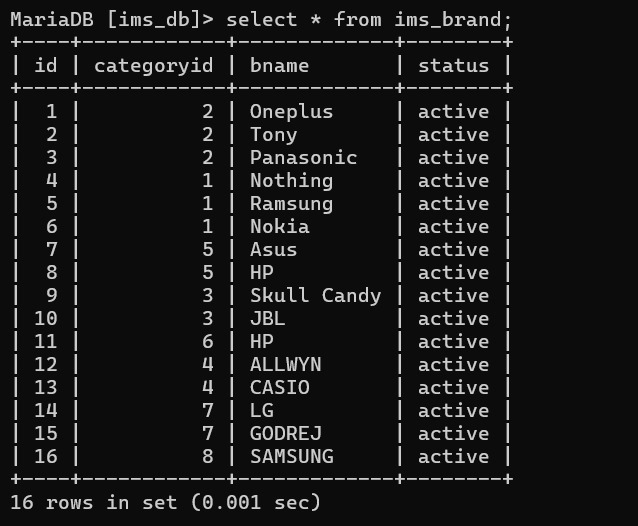 MariaDB [ims_db]> select * from ims_brand;
+----+------------+-------------+--------+
| id | categoryid | bname       | status |
+----+------------+-------------+--------+
|  1 |          2 | Oneplus     | active |
|  2 |          2 | Tony        | active |
|  3 |          2 | Panasonic   | active |
|  4 |          1 | Nothing     | active |
|  5 |          1 | Ramsung     | active |
|  6 |          1 | Nokia       | active |
|  7 |          5 | Asus        | active |
|  8 |          5 | HP          | active |
|  9 |          3 | Skull Candy | active |
| 10 |          3 | JBL         | active |
| 11 |          6 | HP          | active |
| 12 |          4 | ALLWYN      | active |
| 13 |          4 | CASIO       | active |
| 14 |          7 | LG          | active |
| 15 |          7 | GODREJ      | active |
| 16 |          8 | SAMSUNG     | active |
+----+------------+-------------+--------+
16 rows in set (0.001 sec)